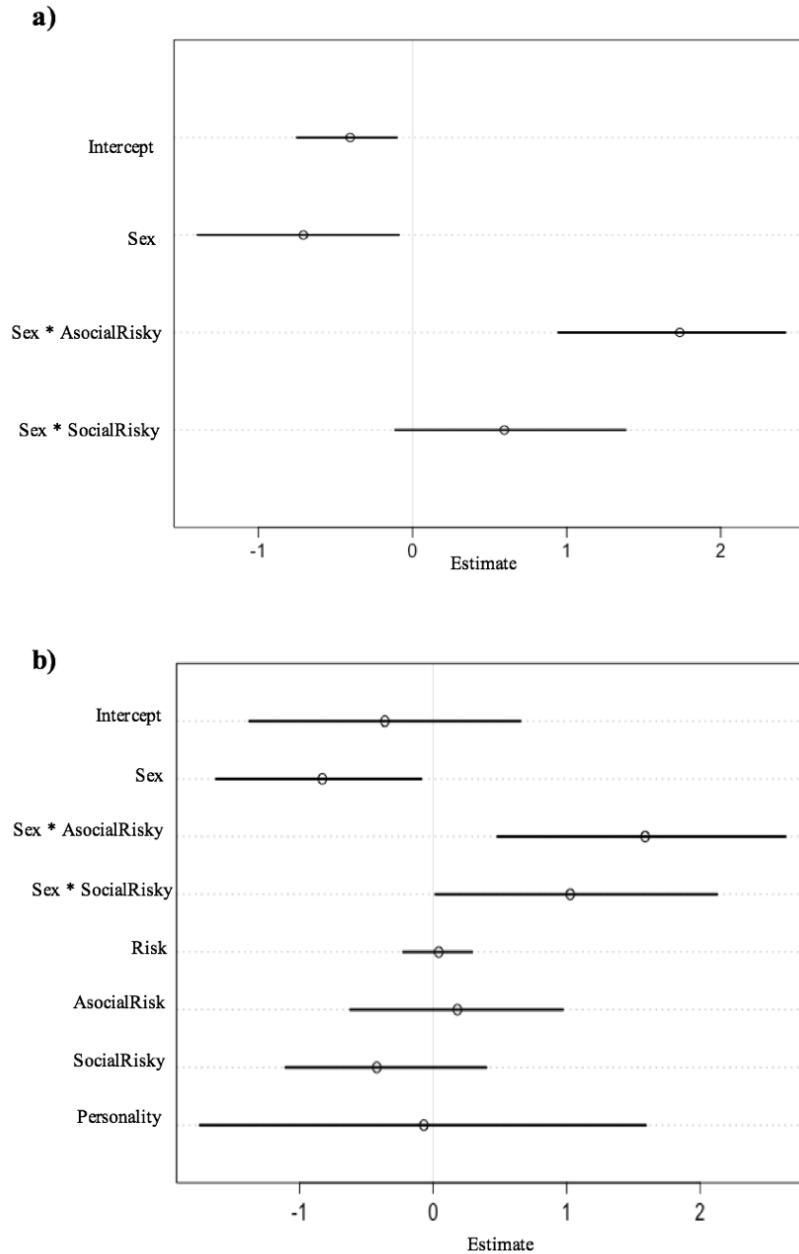 a)
Intercept
Sex
Sex * AsocialRisky
Sex * SocialRisky
-1 0 1 2
Estimate
b)
Intercept
Sex
Sex * AsocialRisky
Sex * SocialRisky
Risk
AsocialRisk
SocialRisky
Personality
-1 0 1 2
Estimate